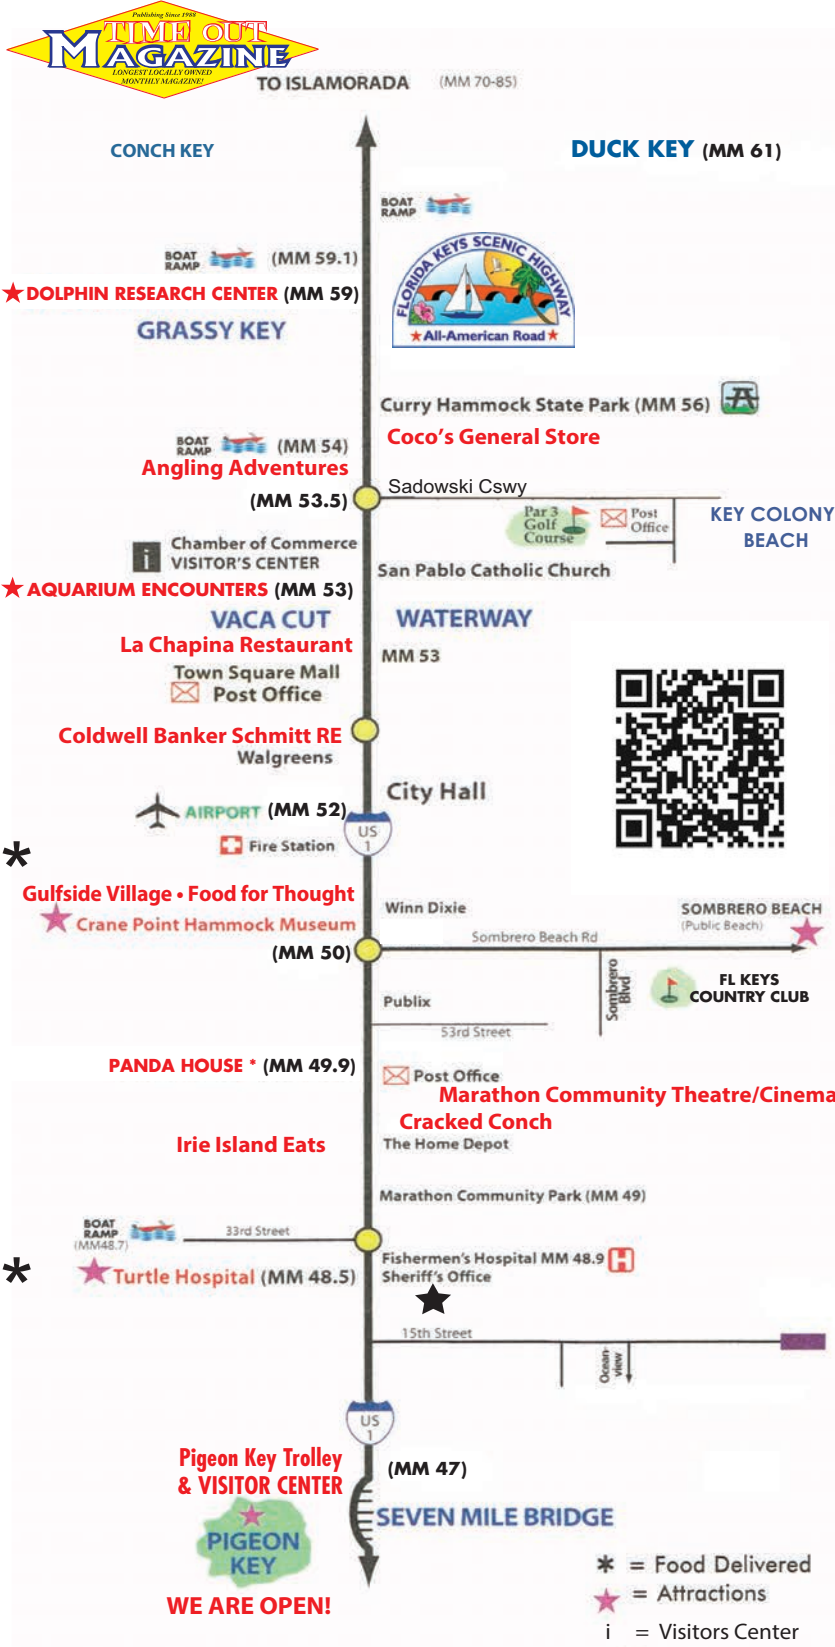 Publishing Since 1988
TIME OUT
MAGAZINE
LONGEST LOCALLY OWNED
MONTHLY MAGAZINE!
TO ISLAMORADA (MM 70-85)
CONCH KEY
DUCK KEY (MM 61)
BOAT
RAMP
BOAT
RAMP
(MM 59.1)
FLORIDA KEYS SCENIC HIGHWAY
All-American Road
DOLPHIN RESEARCH CENTER (MM 59)
GRASSY KEY
Curry Hammock State Park (MM 56)
Coco's General Store
BOAT
RAMP
(MM 54)
Angling Adventures
(MM 53.5)
Sadowski Cswy
Par 3
Golf
Course
Post
Office
KEY COLONY
BEACH
i
Chamber of Commerce
VISITOR'S CENTER
San Pablo Catholic Church
AQUARIUM ENCOUNTERS (MM 53)
VACA CUT WATERWAY
La Chapina Restaurant
MM 53
Town Square Mall
Post Office
Coldwell Banker Schmitt RE
Walgreens
City Hall
AIRPORT (MM 52)
US
1
Fire Station
*
Gulfside Village • Food for Thought
Crane Point Hammock Museum
Winn Dixie
SOMBRERO BEACH
(Public Beach)
(MM 50)
Sombrero Beach Rd
Sombrero
Blvd
FL KEYS
COUNTRY CLUB
Publix
53rd Street
PANDA HOUSE * (MM 49.9)
Post Office
Marathon Community Theatre/Cinema
Cracked Conch
Irie Island Eats
The Home Depot
Marathon Community Park (MM 49)
BOAT
RAMP
(MM48.7)
33rd Street
Fishermen's Hospital MM 48.9 H
Sheriff's Office
*
Turtle Hospital (MM 48.5)
15th Street
Ocean-
view
US
1
Pigeon Key Trolley
& VISITOR CENTER
(MM 47)
SEVEN MILE BRIDGE
PIGEON
KEY
WE ARE OPEN!
* = Food Delivered
= Attractions
i = Visitors Center